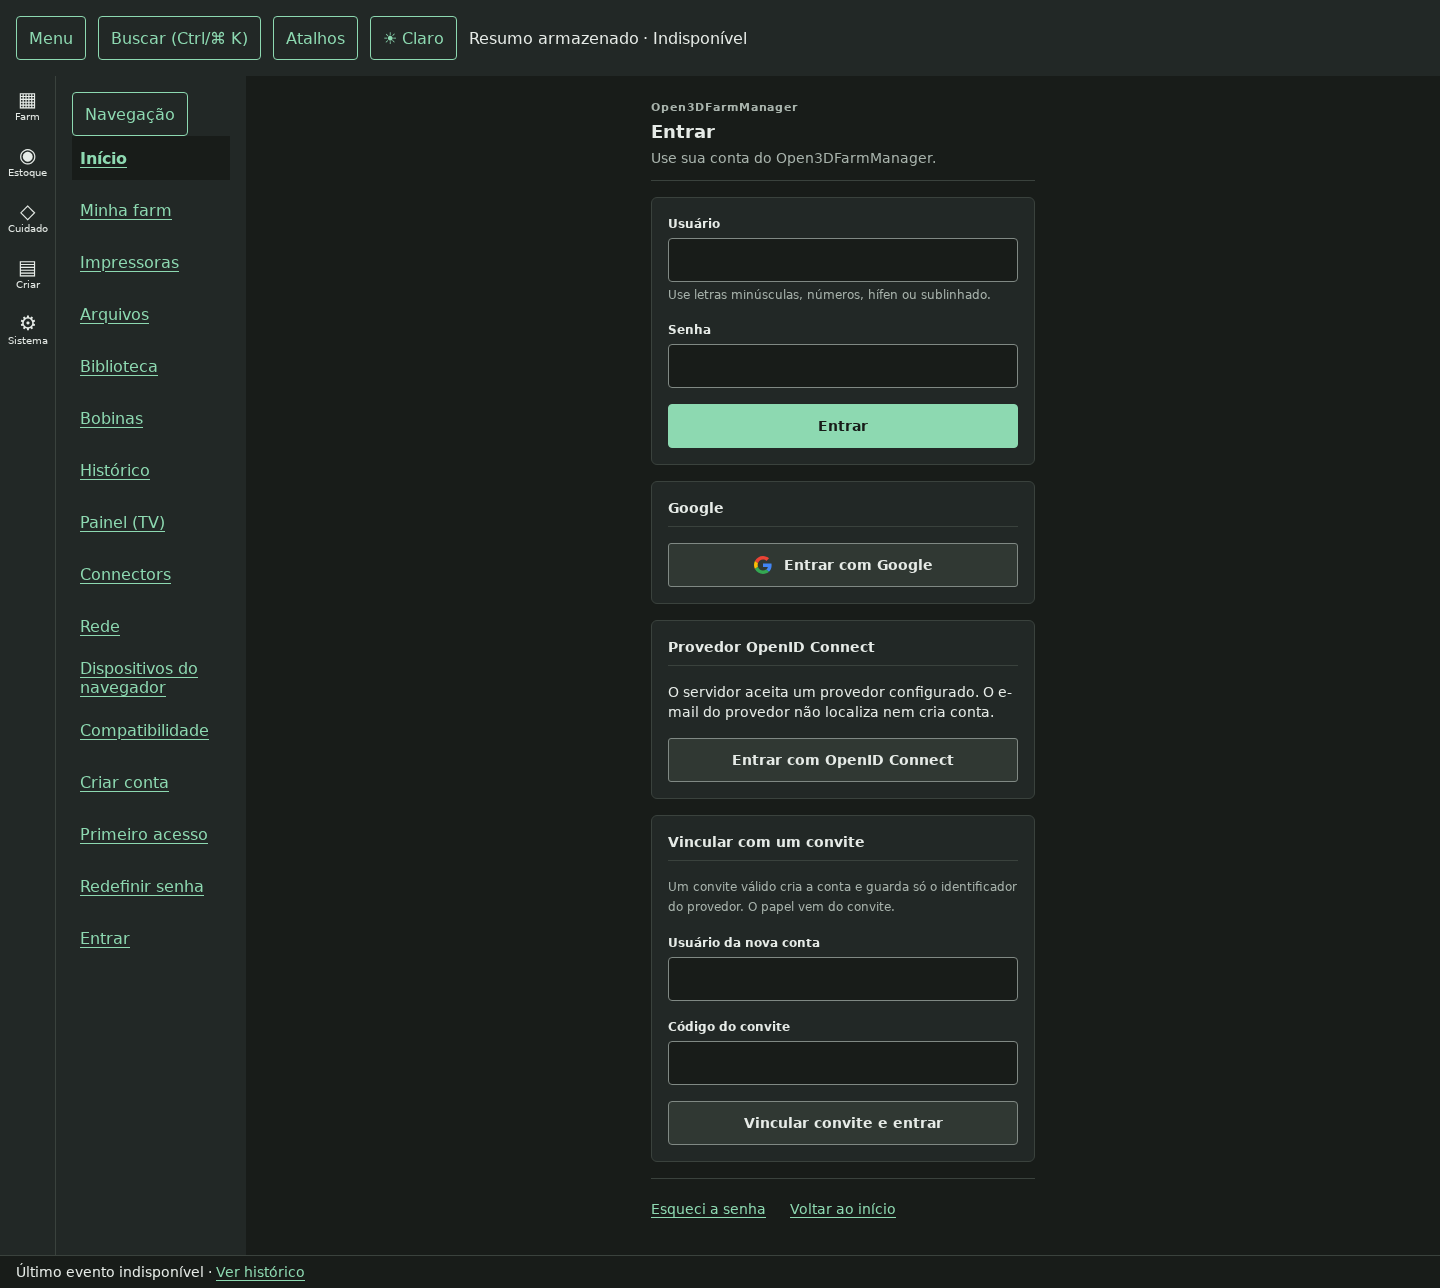 Menu
Buscar (Ctrl/⌘ K)
Atalhos
☀ Claro
Resumo armazenado · Indisponível
Farm
Estoque
Cuidado
Criar
Sistema
Navegação
Início
Minha farm
Impressoras
Arquivos
Biblioteca
Bobinas
Histórico
Painel (TV)
Connectors
Rede
Dispositivos do
navegador
Compatibilidade
Criar conta
Primeiro acesso
Redefinir senha
Entrar
Open3DFarmManager
Entrar
Use sua conta do Open3DFarmManager.
Usuário
Use letras minúsculas, números, hífen ou sublinhado.
Senha
Entrar
Google
Entrar com Google
Provedor OpenID Connect
O servidor aceita um provedor configurado. O e-
mail do provedor não localiza nem cria conta.
Entrar com OpenID Connect
Vincular com um convite
Um convite válido cria a conta e guarda só o identificador
do provedor. O papel vem do convite.
Usuário da nova conta
Código do convite
Vincular convite e entrar
Esqueci a senha
Voltar ao início
Último evento indisponível · Ver histórico